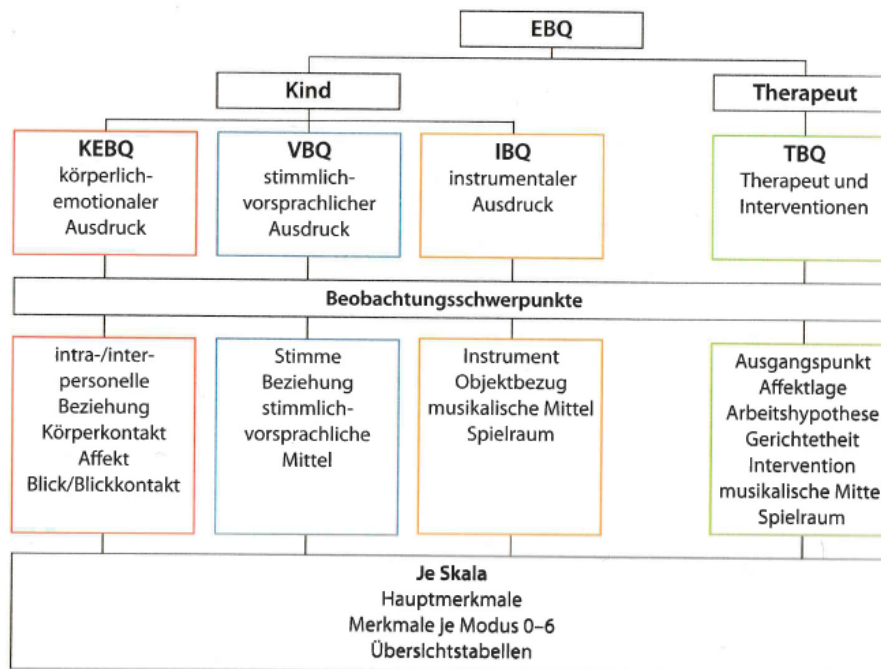 EBQ
Kind
Therapeut
KEBQ
körperlich-
emotionaler
Ausdruck
VBQ
stimmlich-
vorsprachlicher
Ausdruck
IBQ
instrumentaler
Ausdruck
TBQ
Therapeut und
Interventionen
Beobachtungsschwerpunkte
intra-/inter-
personelle
Beziehung
Körperkontakt
Affekt
Blick/Blickkontakt
Stimme
Beziehung
stimmlich-
vorsprachliche
Mittel
Instrument
Objektbezug
musikalische Mittel
Spielraum
Ausgangspunkt
Affektlage
Arbeitshypothese
Gerichtetheit
Intervention
musikalische Mitte
Spielraum
Je Skala
Hauptmerkmale
Merkmale je Modus 0–6
Übersichtstabellen